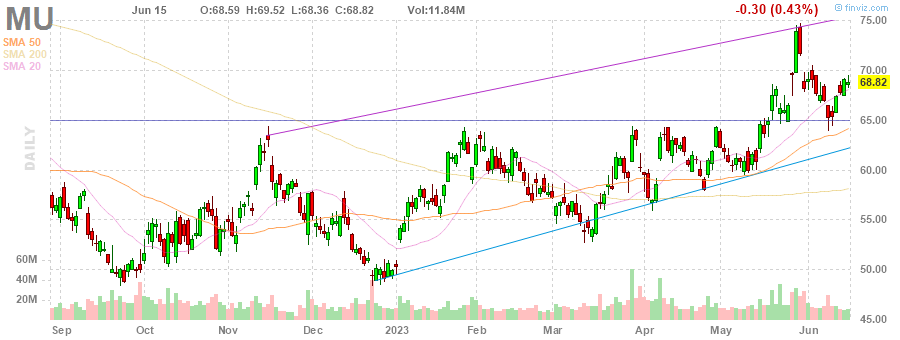 MU Jun 15 O:68.59 H:69.52 L:68.36 C:68.82 Vol:11.84M -0.30 (0.43%) © finviz.com
SMA 50
SMA 200
SMA 20
DAILY
75.00
70.00
68.82
65.00
60.00
55.00
50.00
45.00
60M
40M
20M
Sep Oct Nov Dec 2023 Feb Mar Apr May Jun